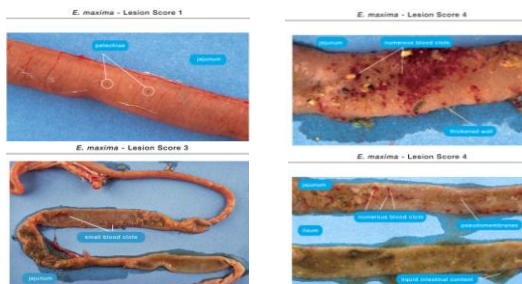 E. maxima - Lesion Score 1
petechiae
jejunum
E. maxima - Lesion Score 4
jejunum
numerous blood clots
thickened wall
E. maxima - Lesion Score 3
small blood clots
jejunum
E. maxima - Lesion Score 4
jejunum
numerous blood clots
pseudomembranes
ileum
liquid intestinal content